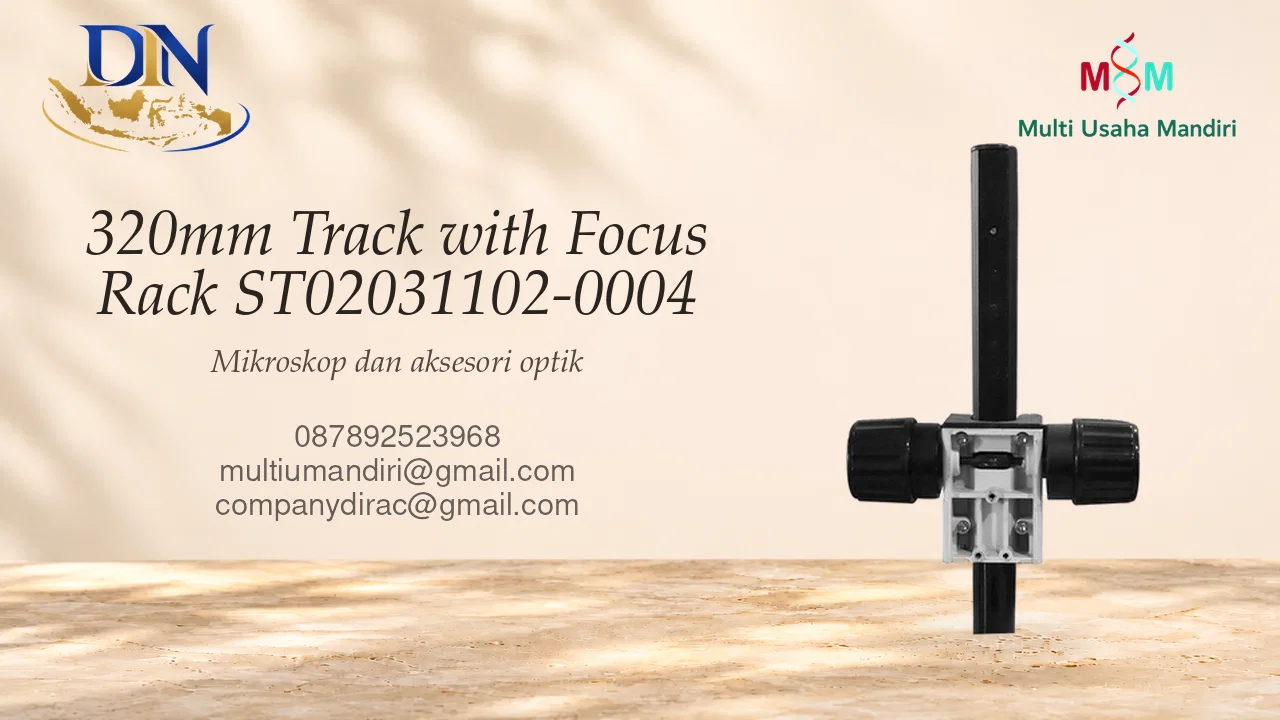 DIN
M M
Multi Usaha Mandiri
320mm Track with Focus
Rack ST02031102-0004
Mikroskop dan aksesori optik
087892523968
multiumandiri@gmail.com
companydirac@gmail.com